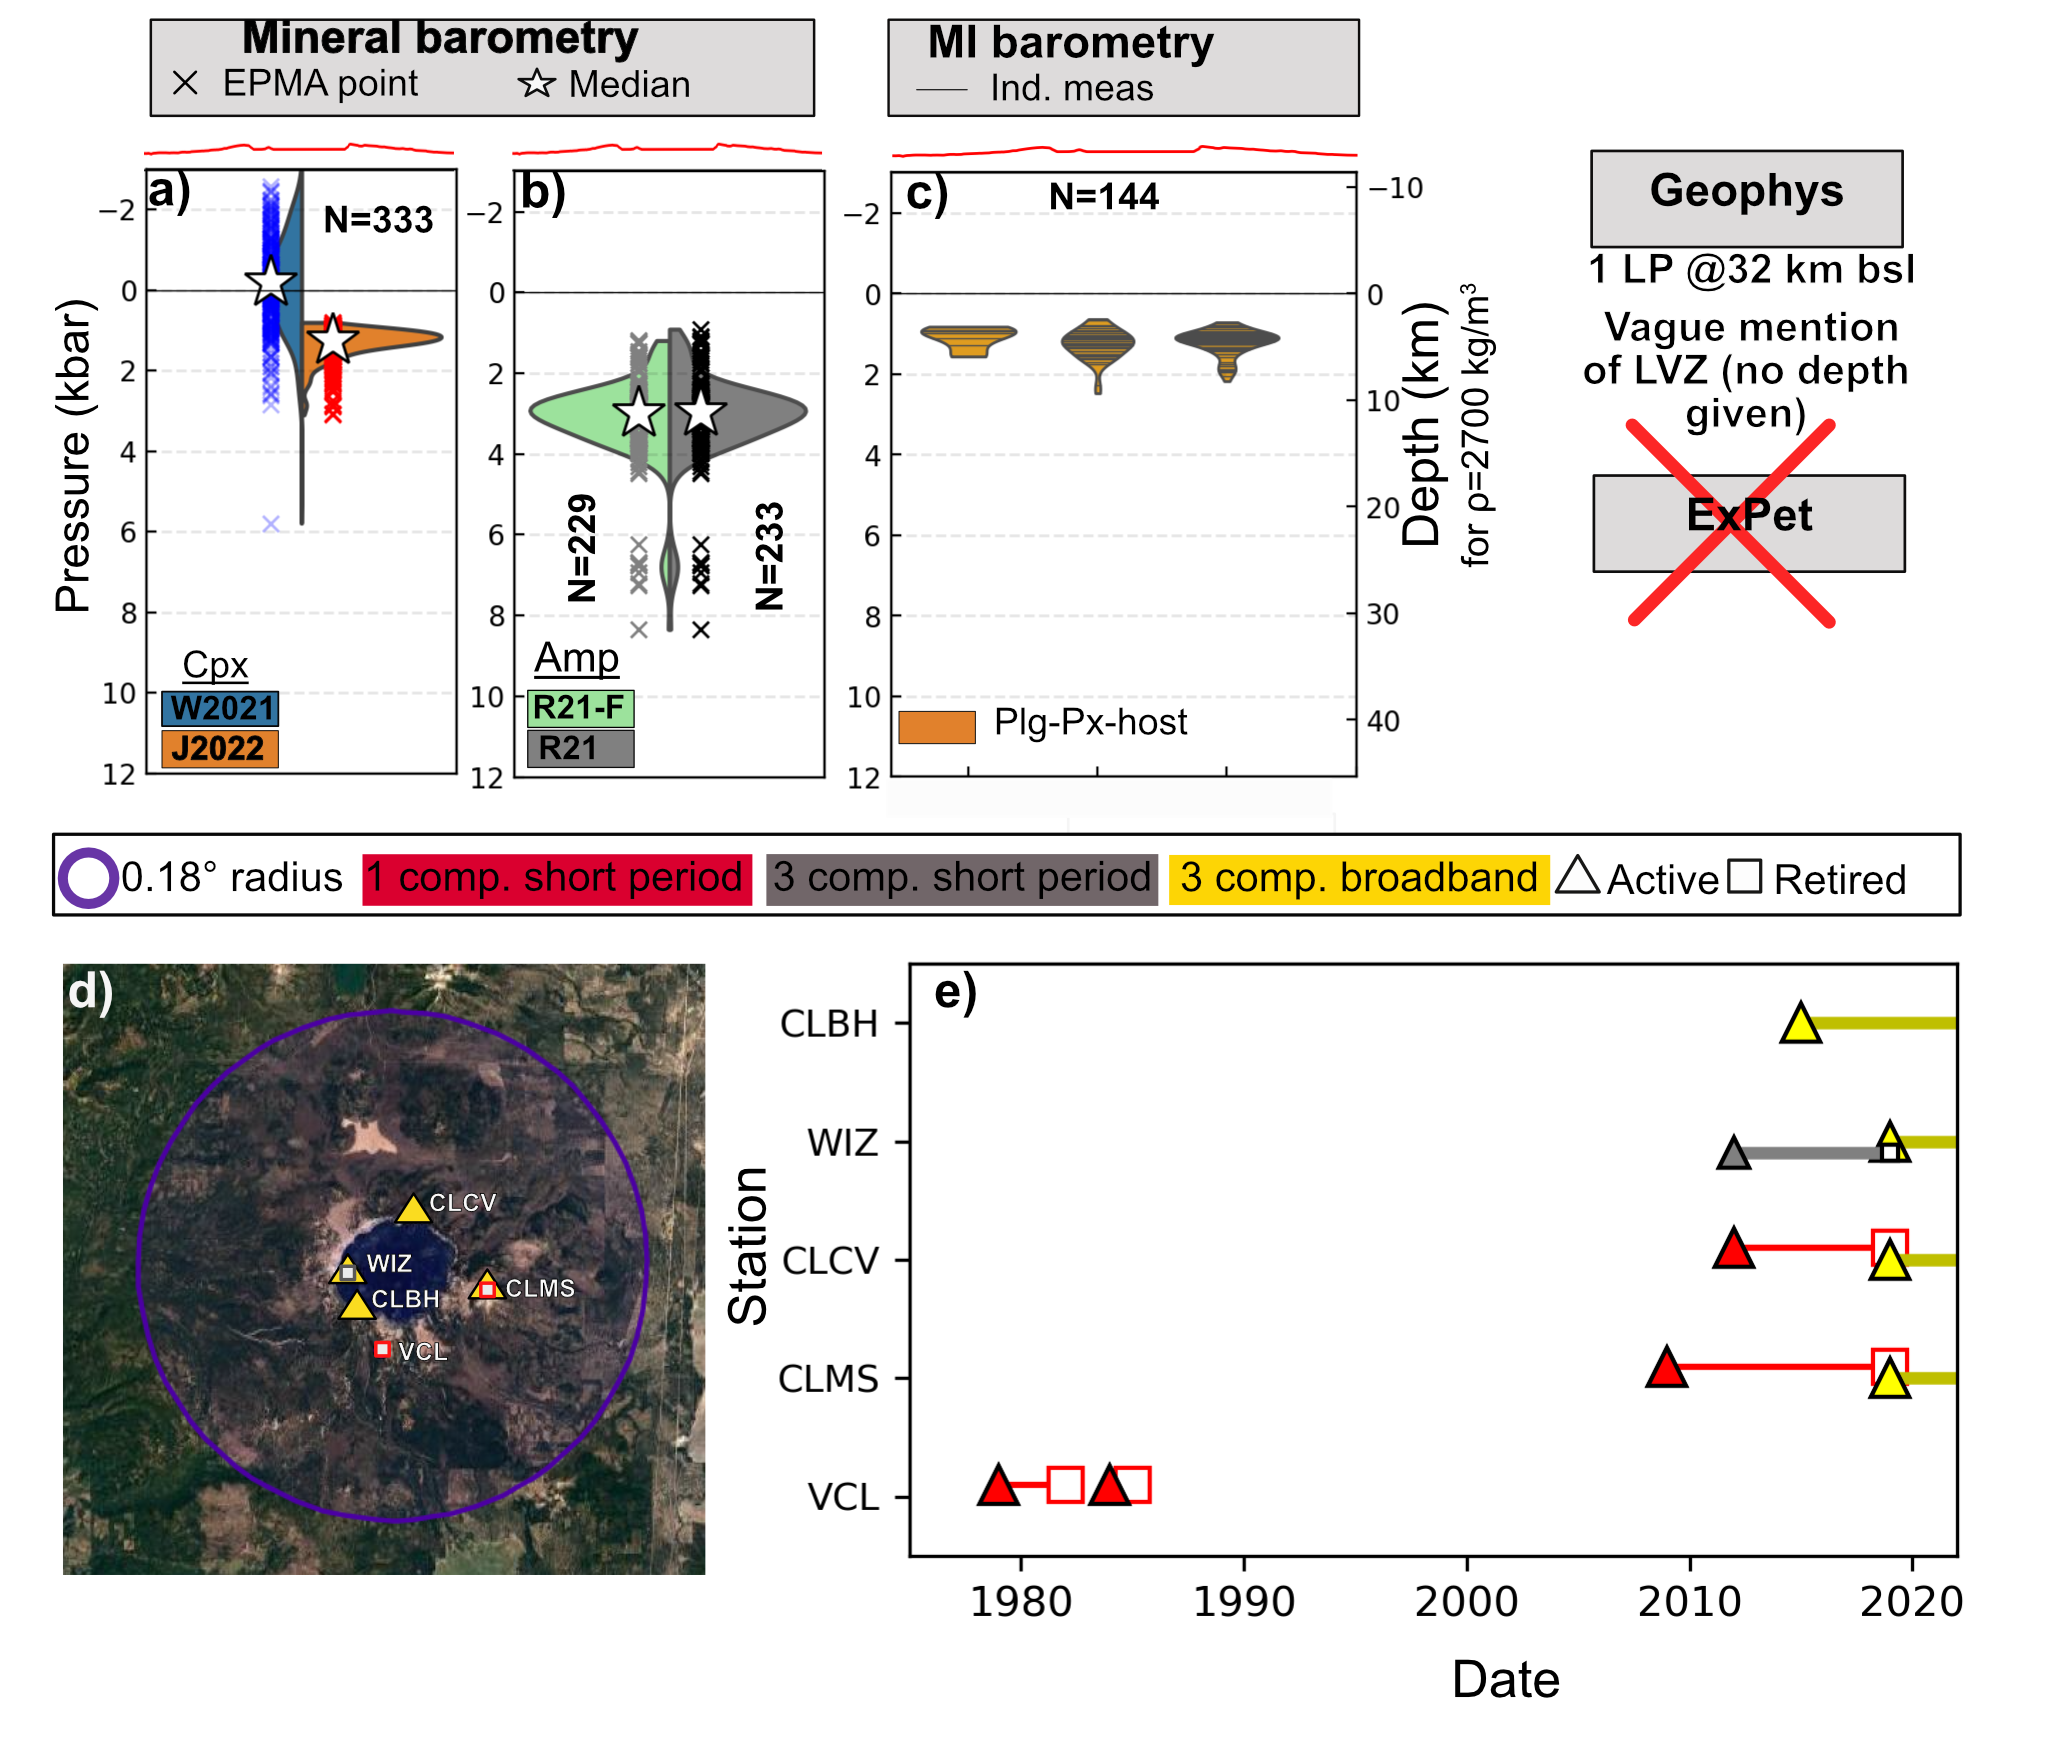 Mineral barometry
EPMA point
Median
MI barometry
Ind. meas
a)
N=333
−2
0
2
4
6
8
10
12
Pressure (kbar)
Cpx
W2021
J2022
b)
−2
0
2
4
6
8
10
12
N=229
N=233
Amp
R21-F
R21
c)
N=144
−2
0
2
4
6
8
10
12
Plg-Px-host
−10
0
10
20
30
40
Depth (km)
for ρ=2700 kg/m³
Geophys
1 LP @32 km bsl
Vague mention
of LVZ (no depth
given)
ExPet
0.18° radius
1 comp. short period
3 comp. short period
3 comp. broadband
Active
Retired
d)
CLCV
WIZ
CLMS
CLBH
VCL
e)
Station
CLBH
WIZ
CLCV
CLMS
VCL
1980
1990
2000
2010
2020
Date